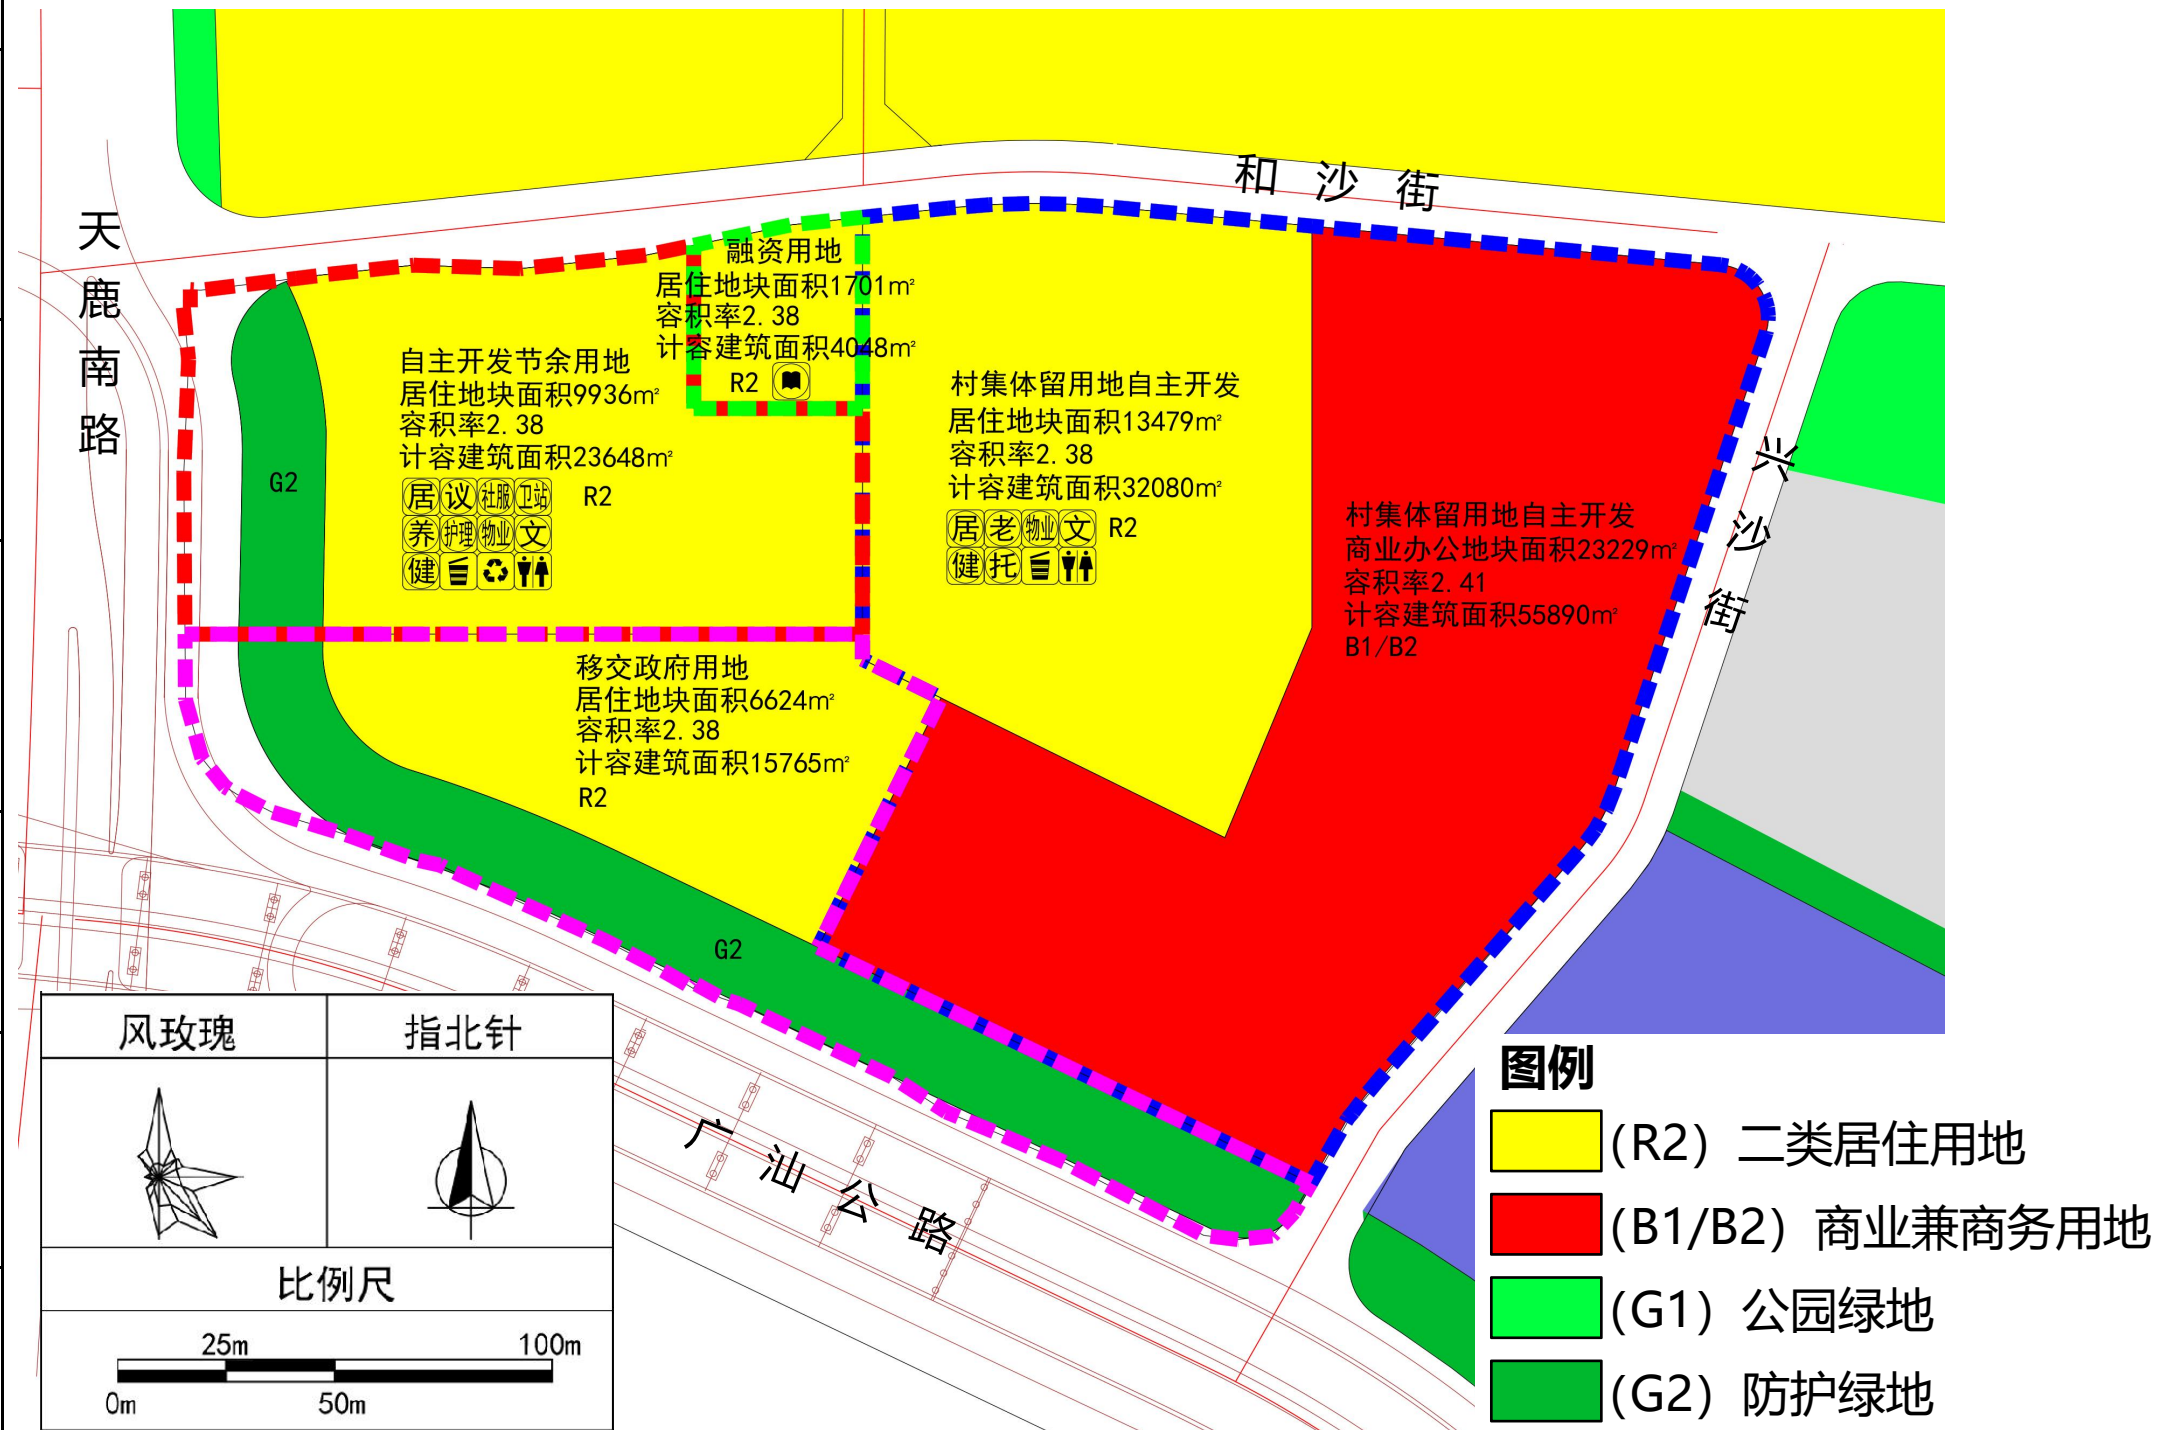 和沙街
天鹿南路
融资用地
居住地块面积1701㎡
容积率2.38
计容建筑面积4048㎡
R2
自主开发节余用地
居住地块面积9936㎡
容积率2.38
计容建筑面积23648㎡
居 议 社服 卫站 R2
养 护理 物业 文
健
G2
村集体留用地自主开发
居住地块面积13479㎡
容积率2.38
计容建筑面积32080㎡
居 老 物业 文 R2
健 托
村集体留用地自主开发
商业办公地块面积23229㎡
容积率2.41
计容建筑面积55890㎡
B1/B2
兴沙街
移交政府用地
居住地块面积6624㎡
容积率2.38
计容建筑面积15765㎡
R2
G2
广汕公路
风玫瑰
指北针
比例尺
25m 100m
0m 50m
图例
(R2) 二类居住用地
(B1/B2) 商业兼商务用地
(G1) 公园绿地
(G2) 防护绿地